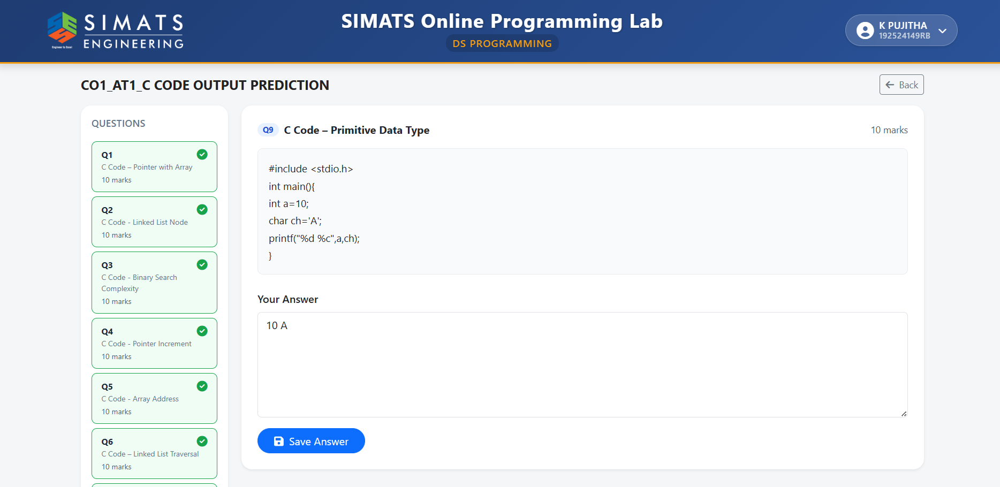 SIMATS
ENGINEERING
Engineer to Excel
SIMATS Online Programming Lab
DS PROGRAMMING
K PUJITHA
192524149RB
CO1_AT1_C CODE OUTPUT PREDICTION
Back
QUESTIONS
Q1
C Code – Pointer with Array
10 marks
Q2
C Code - Linked List Node
10 marks
Q3
C Code - Binary Search
Complexity
10 marks
Q4
C Code - Pointer Increment
10 marks
Q5
C Code - Array Address
10 marks
Q6
C Code – Linked List Traversal
10 marks
Q9 C Code – Primitive Data Type
10 marks
#include <stdio.h>
int main(){
int a=10;
char ch='A';
printf("%d %c",a,ch);
}
Your Answer
10 A
Save Answer